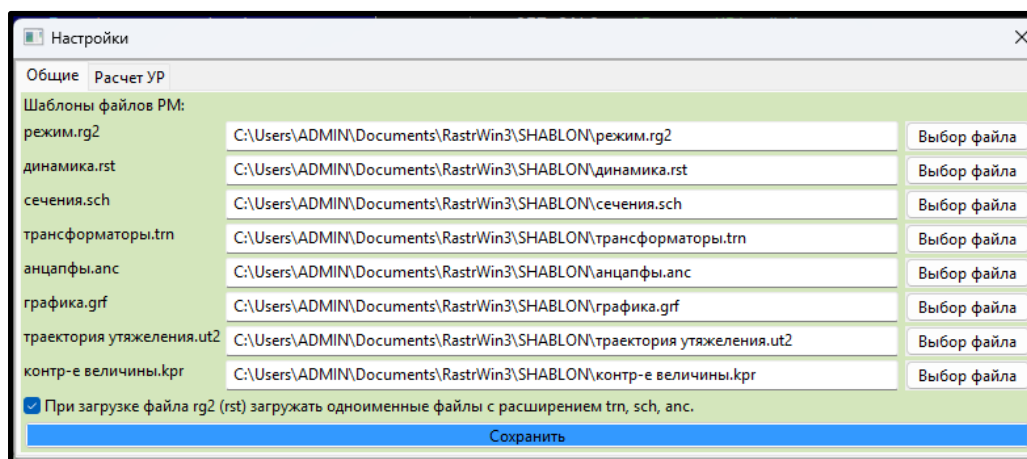 Настройки
Общие Расчет УР
Шаблоны файлов РМ:
режим.rg2 C:\Users\ADMIN\Documents\RastrWin3\SHABLON\режим.rg2 Выбор файла
динамика.rst C:\Users\ADMIN\Documents\RastrWin3\SHABLON\динамика.rst Выбор файла
сечения.sch C:\Users\ADMIN\Documents\RastrWin3\SHABLON\сечения.sch Выбор файла
трансформаторы.trn C:\Users\ADMIN\Documents\RastrWin3\SHABLON\трансформаторы.trn Выбор файла
анцапфы.anc C:\Users\ADMIN\Documents\RastrWin3\SHABLON\анцапфы.anc Выбор файла
графика.grf C:\Users\ADMIN\Documents\RastrWin3\SHABLON\графика.grf Выбор файла
траектория утяжеления.ut2 C:\Users\ADMIN\Documents\RastrWin3\SHABLON\траектория утяжеления.ut2 Выбор файла
контр-е величины.kpr C:\Users\ADMIN\Documents\RastrWin3\SHABLON\контр-е величины.kpr Выбор файла
При загрузке файла rg2 (rst) загружать одноименные файлы с расширением trn, sch, anc.
Сохранить